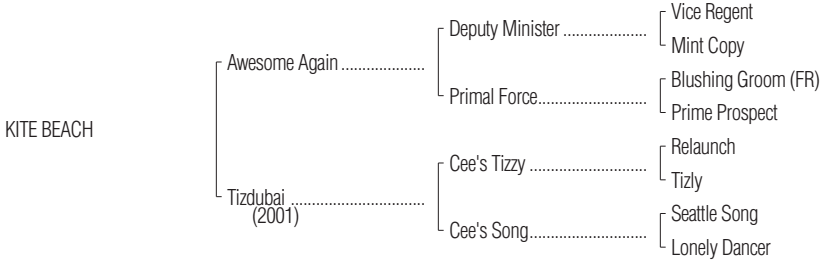 Vice Regent
Deputy Minister ....................
Mint Copy
Awesome Again ....................
Blushing Groom (FR)
Primal Force..........................
Prime Prospect
KITE BEACH
Relaunch
Cee's Tizzy ............................
Tizly
Tizdubai ................................
(2001)
Seattle Song
Cee's Song............................
Lonely Dancer